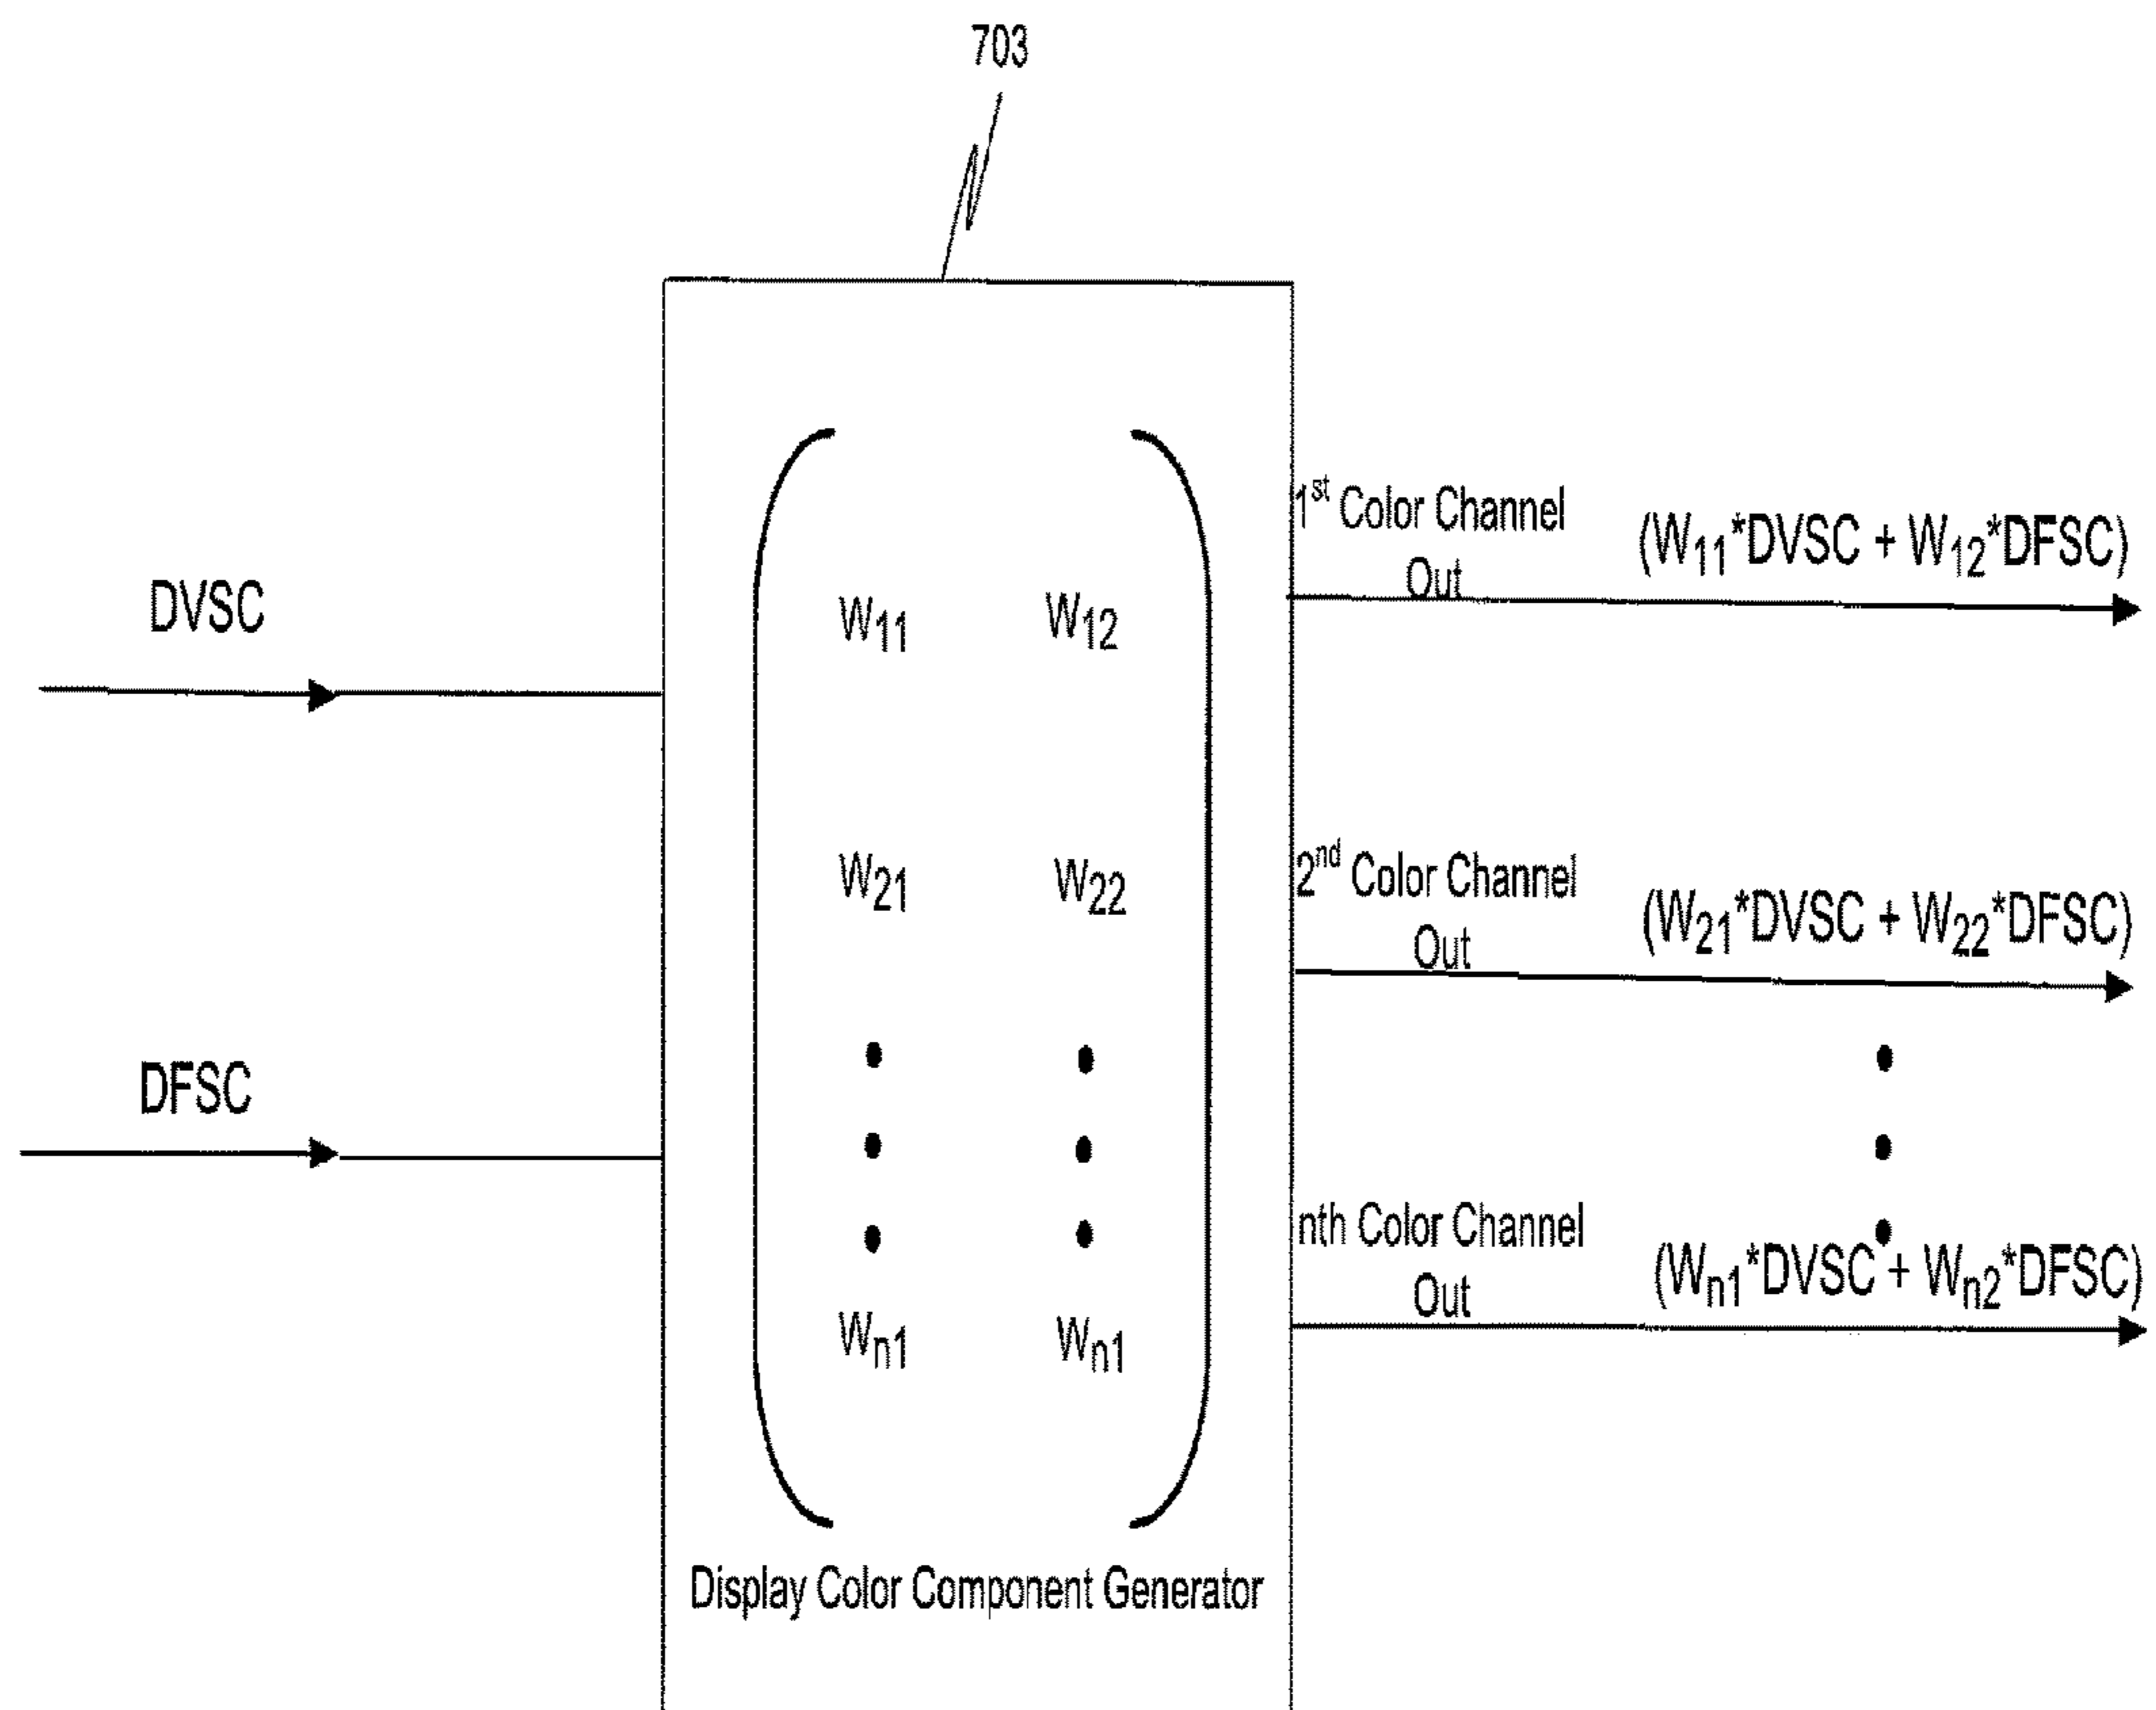 703
DVSC
DFSC
W11 W12
W21 W22
Wn1 Wn1
Display Color Component Generator
1st Color Channel
Out
(W11*DVSC + W12*DFSC)
2nd Color Channel
Out
(W21*DVSC + W22*DFSC)
nth Color Channel
Out
(Wn1*DVSC + Wn2*DFSC)